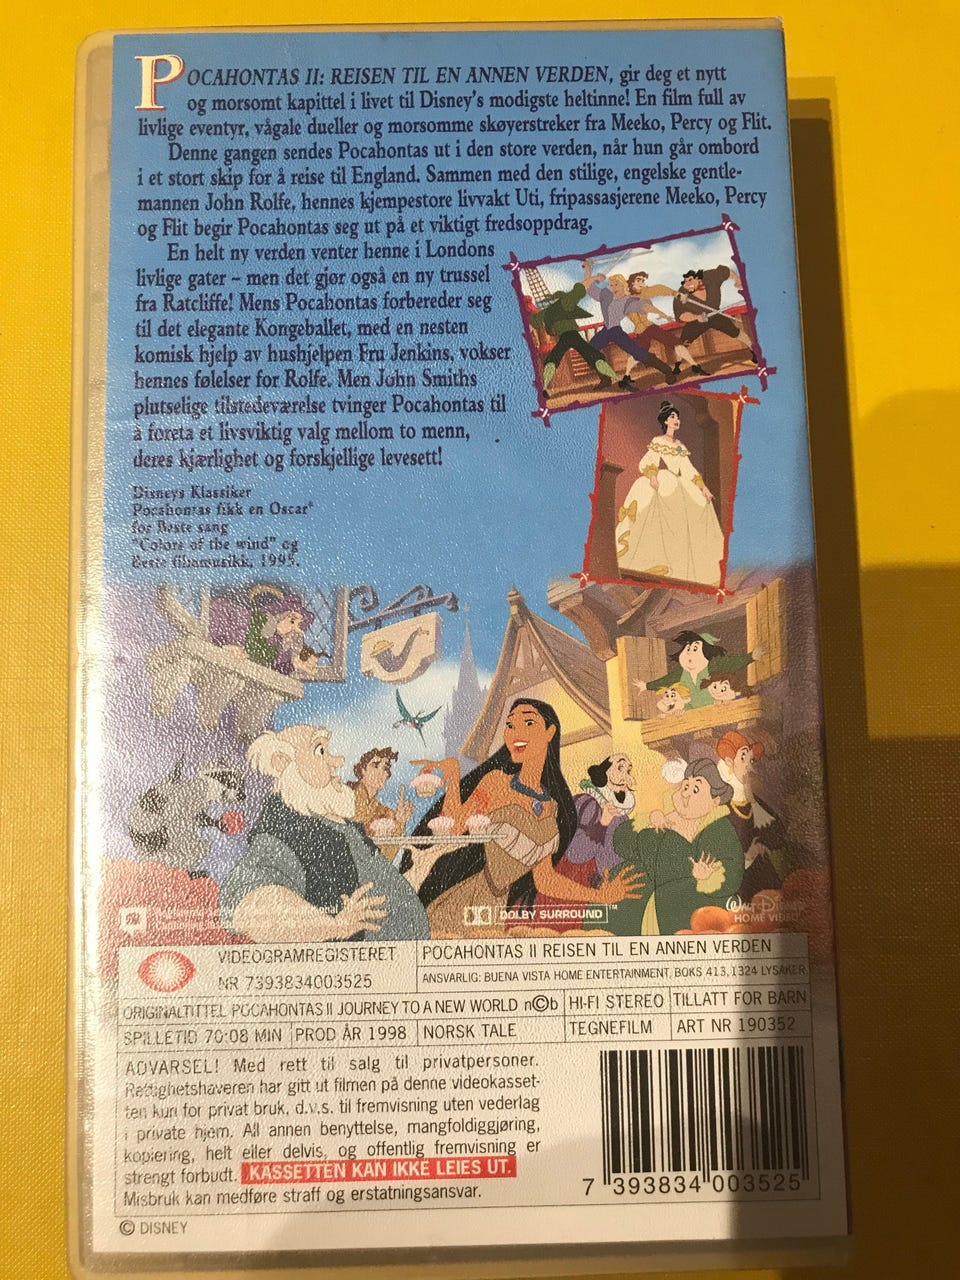 POCAHONTAS II: REISEN TIL EN ANNEN VERDEN, gir deg et nytt
og morsomt kapittel i livet til Disney's modigste heltinne! En film full av
livlige eventyr, vågale dueller og morsomme skøyerstreker fra Meeko, Percy og Flit.
Denne gangen sendes Pocahontas ut i den store verden, når hun går ombord
i et stort skip for å reise til England. Sammen med den stilige, engelske gentle-
mannen John Rolfe, hennes kjempestore livvakt Uti, fripassasjerene Meeko, Percy
og Flit begir Pocahontas seg ut på et viktigt fredsoppdrag.
En helt ny verden venter henne i Londons
livlige gater – men det gjør også en ny trussel
fra Ratcliffe! Mens Pocahontas forbereder seg
til det elegante Kongeballet, med en nesten
komisk hjelp av hushjelpen Fru Jenkins, vokser
hennes følelser for Rolfe. Men John Smiths
plutselige tilstedeværelse tvinger Pocahontas til
å foreta et livsviktig valg mellom to menn,
deres kjærlighet og forskjellige levesett!
Disneys Klassiker
Pocahontas fikk en Oscar®
for Beste sang
"Colors of the wind" og
Beste filmmusikk, 1995.
DOLBY SURROUND ™
Walt Disney
HOME VIDEO
VIDEOGRAMREGISTERET
NR 7393834003525
POCAHONTAS II REISEN TIL EN ANNEN VERDEN
ANSVARLIG: BUENA VISTA HOME ENTERTAINMENT, BOKS 413, 1324 LYSAKER
ORIGINALTITTEL POCAHONTAS II JOURNEY TO A NEW WORLD n©b HI-FI STEREO TILLATT FOR BARN
SPILLETID 70:08 MIN PROD ÅR 1998 NORSK TALE TEGNEFILM ART NR 190352
ADVARSEL! Med rett til salg til privatpersoner.
Rettighetshaveren har gitt ut filmen på denne videokasset-
ten kun for privat bruk, d.v.s. til fremvisning uten vederlag
i private hjem. All annen benyttelse, mangfoldiggjøring,
kopiering, helt eller delvis, og offentlig fremvisning er
strengt forbudt. KASSETTEN KAN IKKE LEIES UT.
Misbruk kan medføre straff og erstatningsansvar.
7 393834 003525
© DISNEY